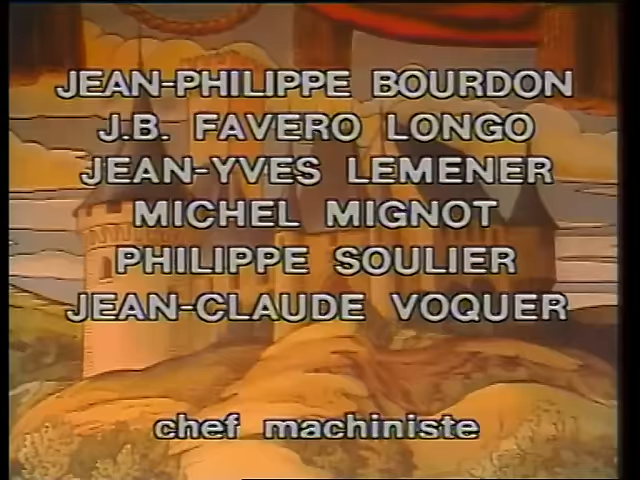 JEAN-PHILIPPE BOURDON
J.B. FAVERO LONGO
JEAN-YVES LEMENER
MICHEL MIGNOT
PHILIPPE SOULIER
JEAN-CLAUDE VOQUER
chef machiniste